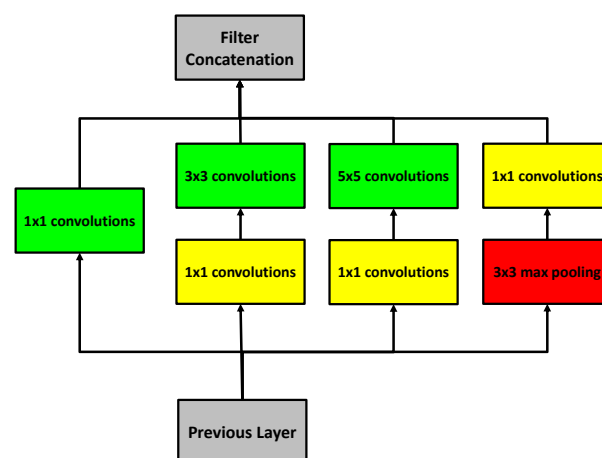 Filter
Concatenation
3x3 convolutions
5x5 convolutions
1x1 convolutions
1x1 convolutions
1x1 convolutions
1x1 convolutions
3x3 max pooling
Previous Layer